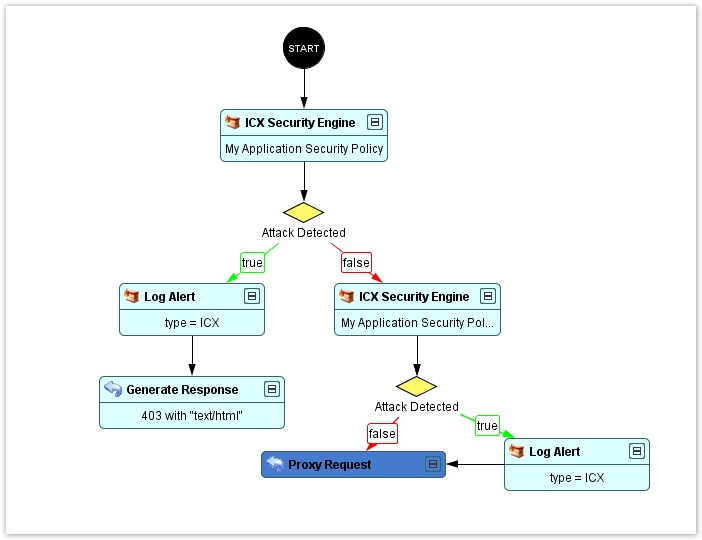 START
ICX Security Engine
My Application Security Policy
Attack Detected
true
false
Log Alert
type = ICX
ICX Security Engine
My Application Security Pol...
Generate Response
403 with "text/html"
Attack Detected
false
true
Proxy Request
Log Alert
type = ICX